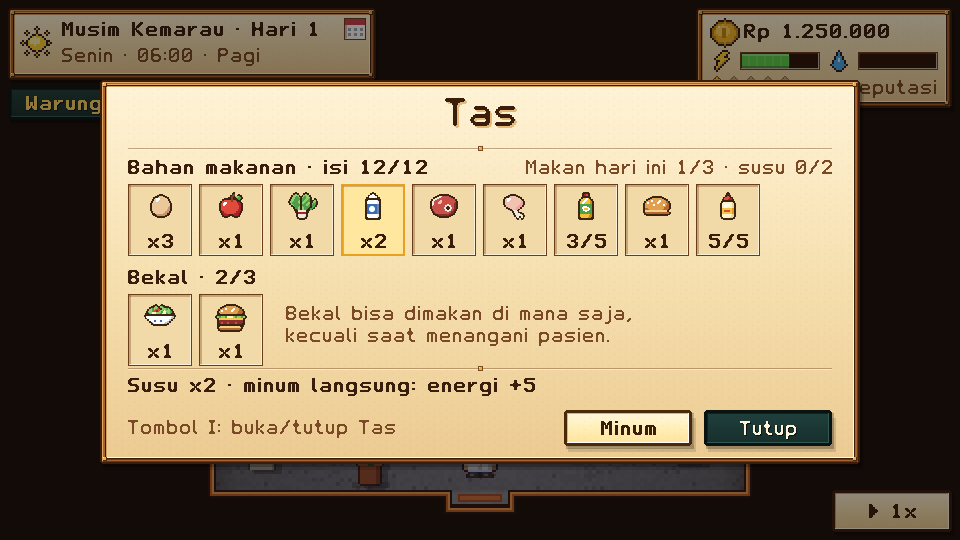 Musim Kemarau · Hari 1
Senin · 06:00 · Pagi
Rp 1.250.000
Warung
Tas
Bahan makanan · isi 12/12
Makan hari ini 1/3 · susu 0/2
x3
x1
x1
x2
x1
x1
3/5
x1
5/5
Bekal · 2/3
x1
x1
Bekal bisa dimakan di mana saja,
kecuali saat menangani pasien.
Susu x2 · minum langsung: energi +5
Tombol I: buka/tutup Tas
Minum
Tutup
1x